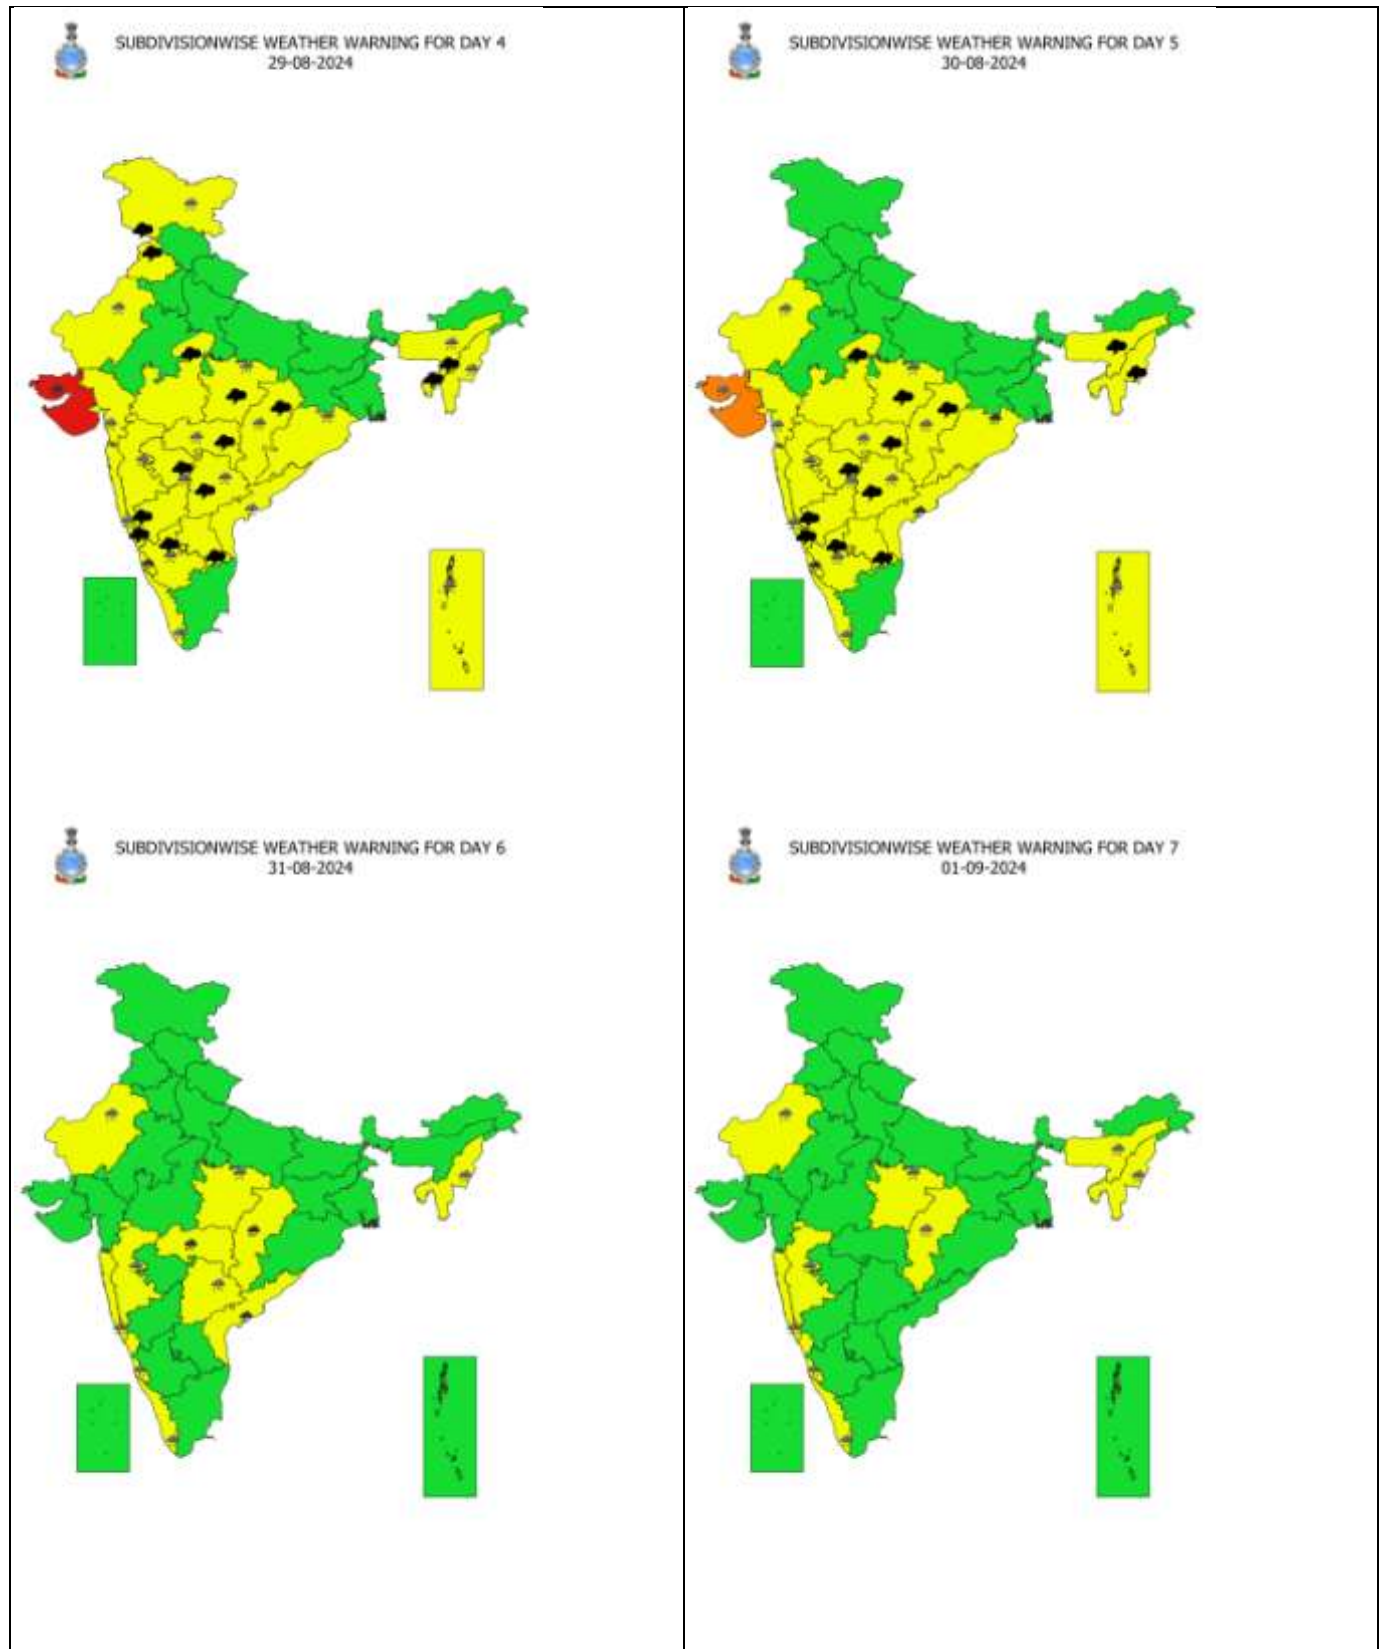 SUBDIVISIONWISE WEATHER WARNING FOR DAY 4
29-08-2024
SUBDIVISIONWISE WEATHER WARNING FOR DAY 5
30-08-2024
SUBDIVISIONWISE WEATHER WARNING FOR DAY 6
31-08-2024
SUBDIVISIONWISE WEATHER WARNING FOR DAY 7
01-09-2024